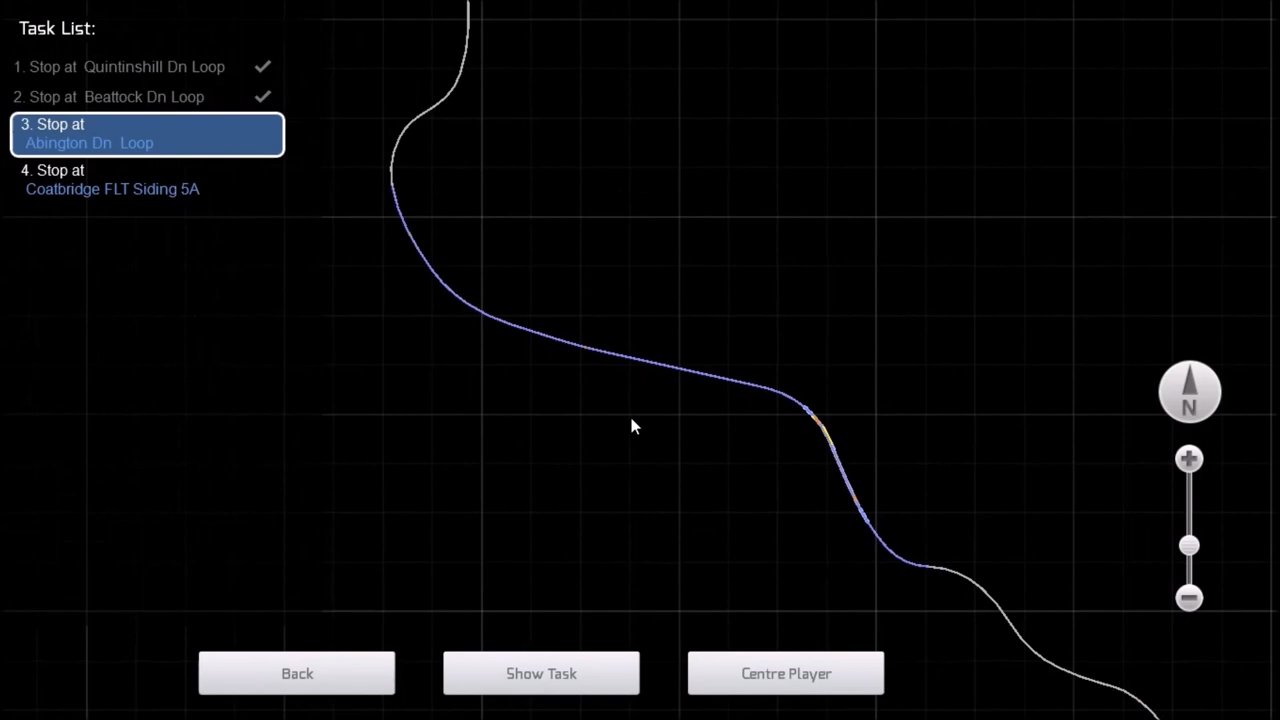 Task List:
1. Stop at Quintinshill Dn Loop
2. Stop at Beattock Dn Loop
3. Stop at
Abington Dn Loop
4. Stop at
Coatbridge FLT Siding 5A
N
Back
Show Task
Centre Player